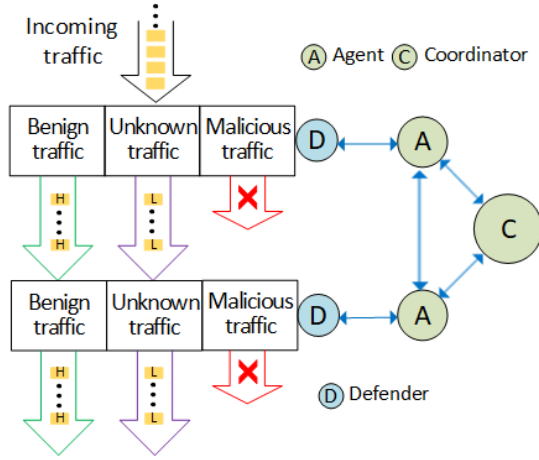 Incoming
traffic
A Agent C Coordinator
Benign
traffic
Unknown
traffic
Malicious
traffic
D
A
H
H
L
L
C
Benign
traffic
Unknown
traffic
Malicious
traffic
D
A
H
H
L
L
D Defender